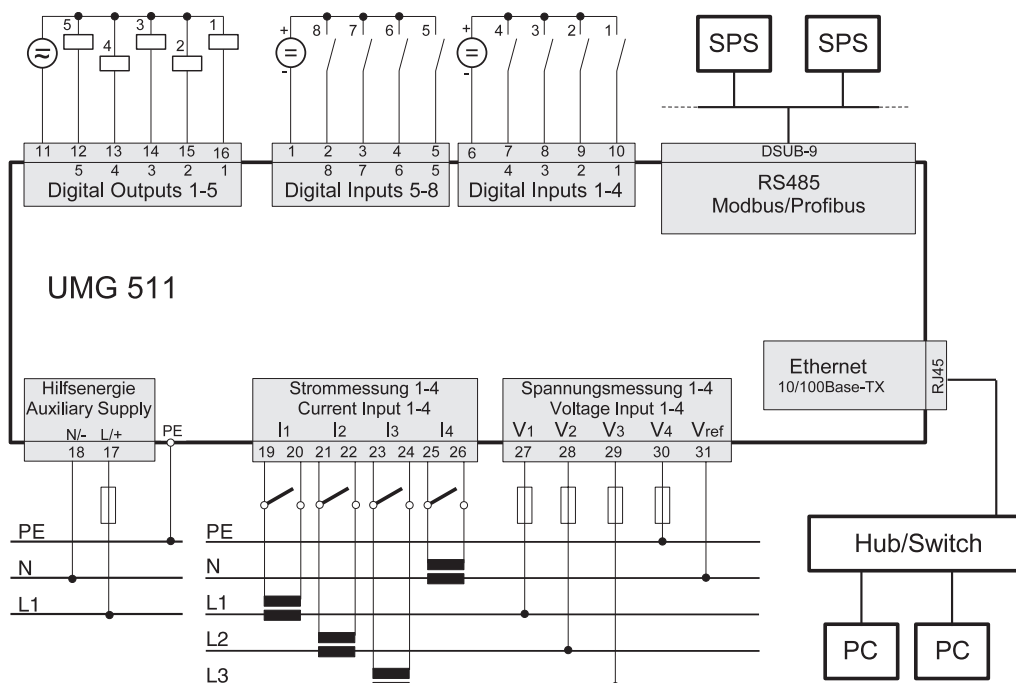 5 4 3 2 1
+ - 8 7 6 5
+ - 4 3 2 1
SPS SPS
11 12 13 14 15 16
5 4 3 2 1
Digital Outputs 1-5
1 2 3 4 5
8 7 6 5
Digital Inputs 5-8
6 7 8 9 10
4 3 2 1
Digital Inputs 1-4
DSUB-9
RS485
Modbus/Profibus
UMG 511
Ethernet
10/100Base-TX
RJ45
Hilfsenergie
Auxiliary Supply
N/- L/+ PE
18 17
Strommessung 1-4
Current Input 1-4
I1 I2 I3 I4
19 20 21 22 23 24 25 26
Spannungsmessung 1-4
Voltage Input 1-4
V1 V2 V3 V4 Vref
27 28 29 30 31
PE
N
L1
PE
N
L1
L2
L3
Hub/Switch
PC PC